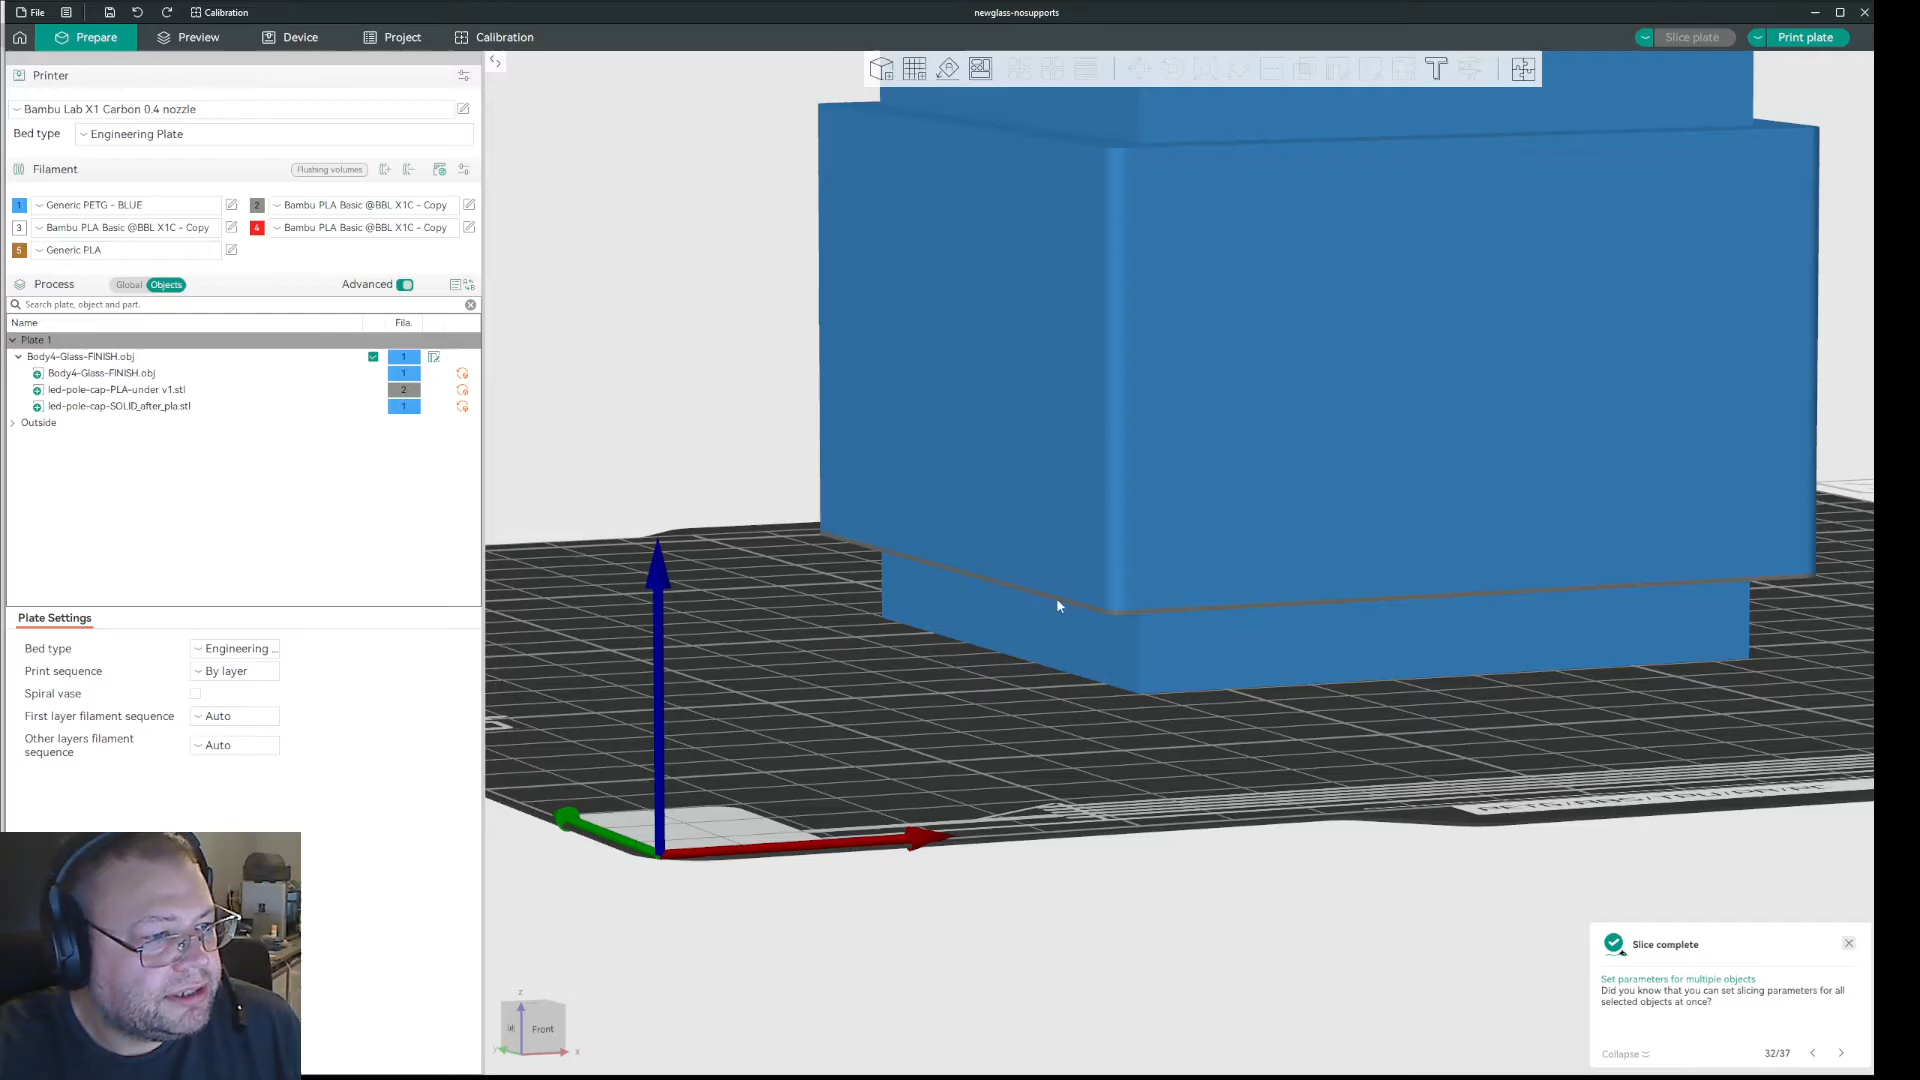 File
Calibration
newglass-nosupports
Prepare
Preview
Device
Project
Calibration
Slice plate
Print plate
Printer
Bambu Lab X1 Carbon 0.4 nozzle
Bed type
Engineering Plate
Filament
Flushing volumes
1
Generic PETG - BLUE
2
Bambu PLA Basic @BBL X1C - Copy
3
Bambu PLA Basic @BBL X1C - Copy
4
Bambu PLA Basic @BBL X1C - Copy
5
Generic PLA
Process
Global
Objects
Advanced
Search plate, object and part.
Name
Fila.
Plate 1
Body4-Glass-FINISH.obj
1
Body4-Glass-FINISH.obj
1
led-pole-cap-PLA-under v1.stl
2
led-pole-cap-SOLID_after_pla.stl
1
Outside
Plate Settings
Bed type
Engineering ...
Print sequence
By layer
Spiral vase
First layer filament sequence
Auto
Other layers filament
sequence
Auto
Slice complete
Set parameters for multiple objects
Did you know that you can set slicing parameters for all
selected objects at once?
Collapse
32/37
z
Front
y
x